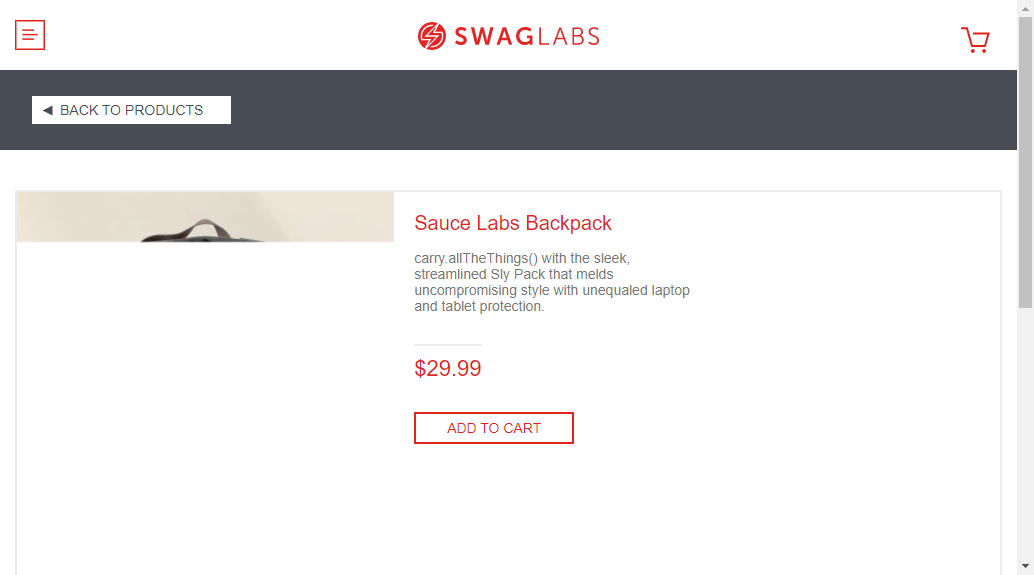 SWAGLABS
◄ BACK TO PRODUCTS
Sauce Labs Backpack
carry.allTheThings() with the sleek,
streamlined Sly Pack that melds
uncompromising style with unequaled laptop
and tablet protection.
$29.99
ADD TO CART